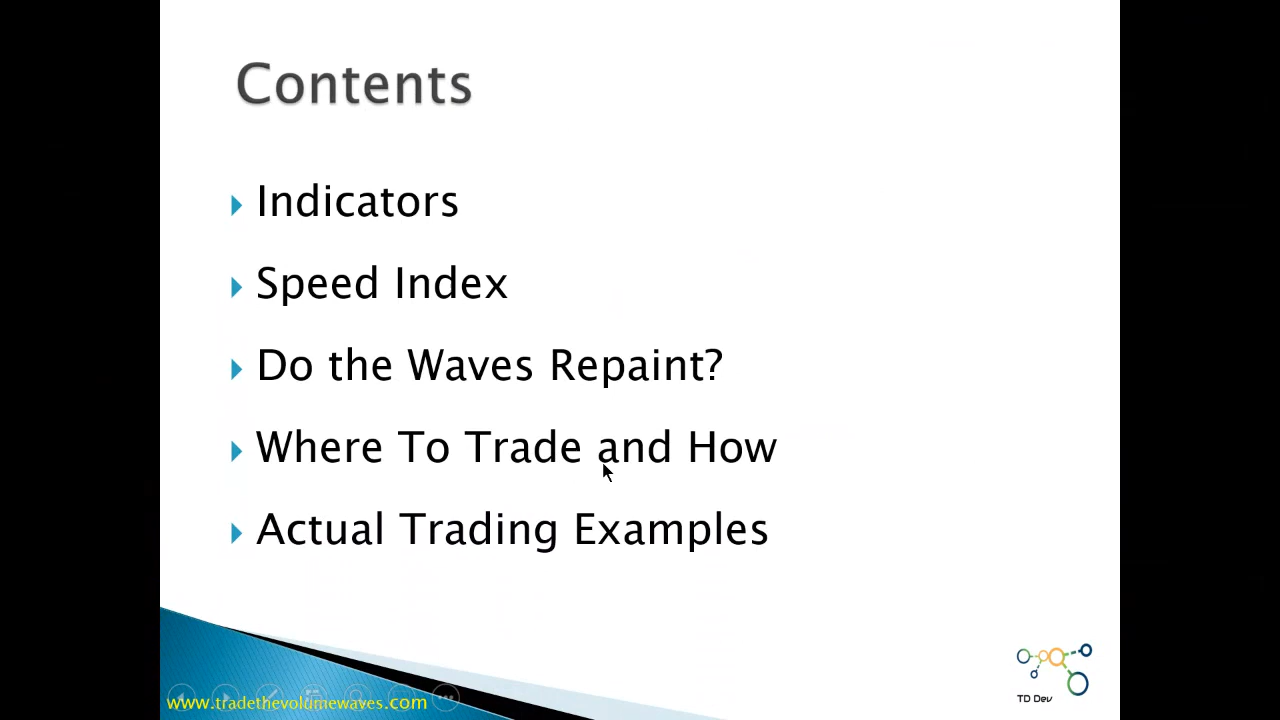 Contents
Indicators
Speed Index
Do the Waves Repaint?
Where To Trade and How
Actual Trading Examples
www.tradethevolumewaves.com
TD Dev